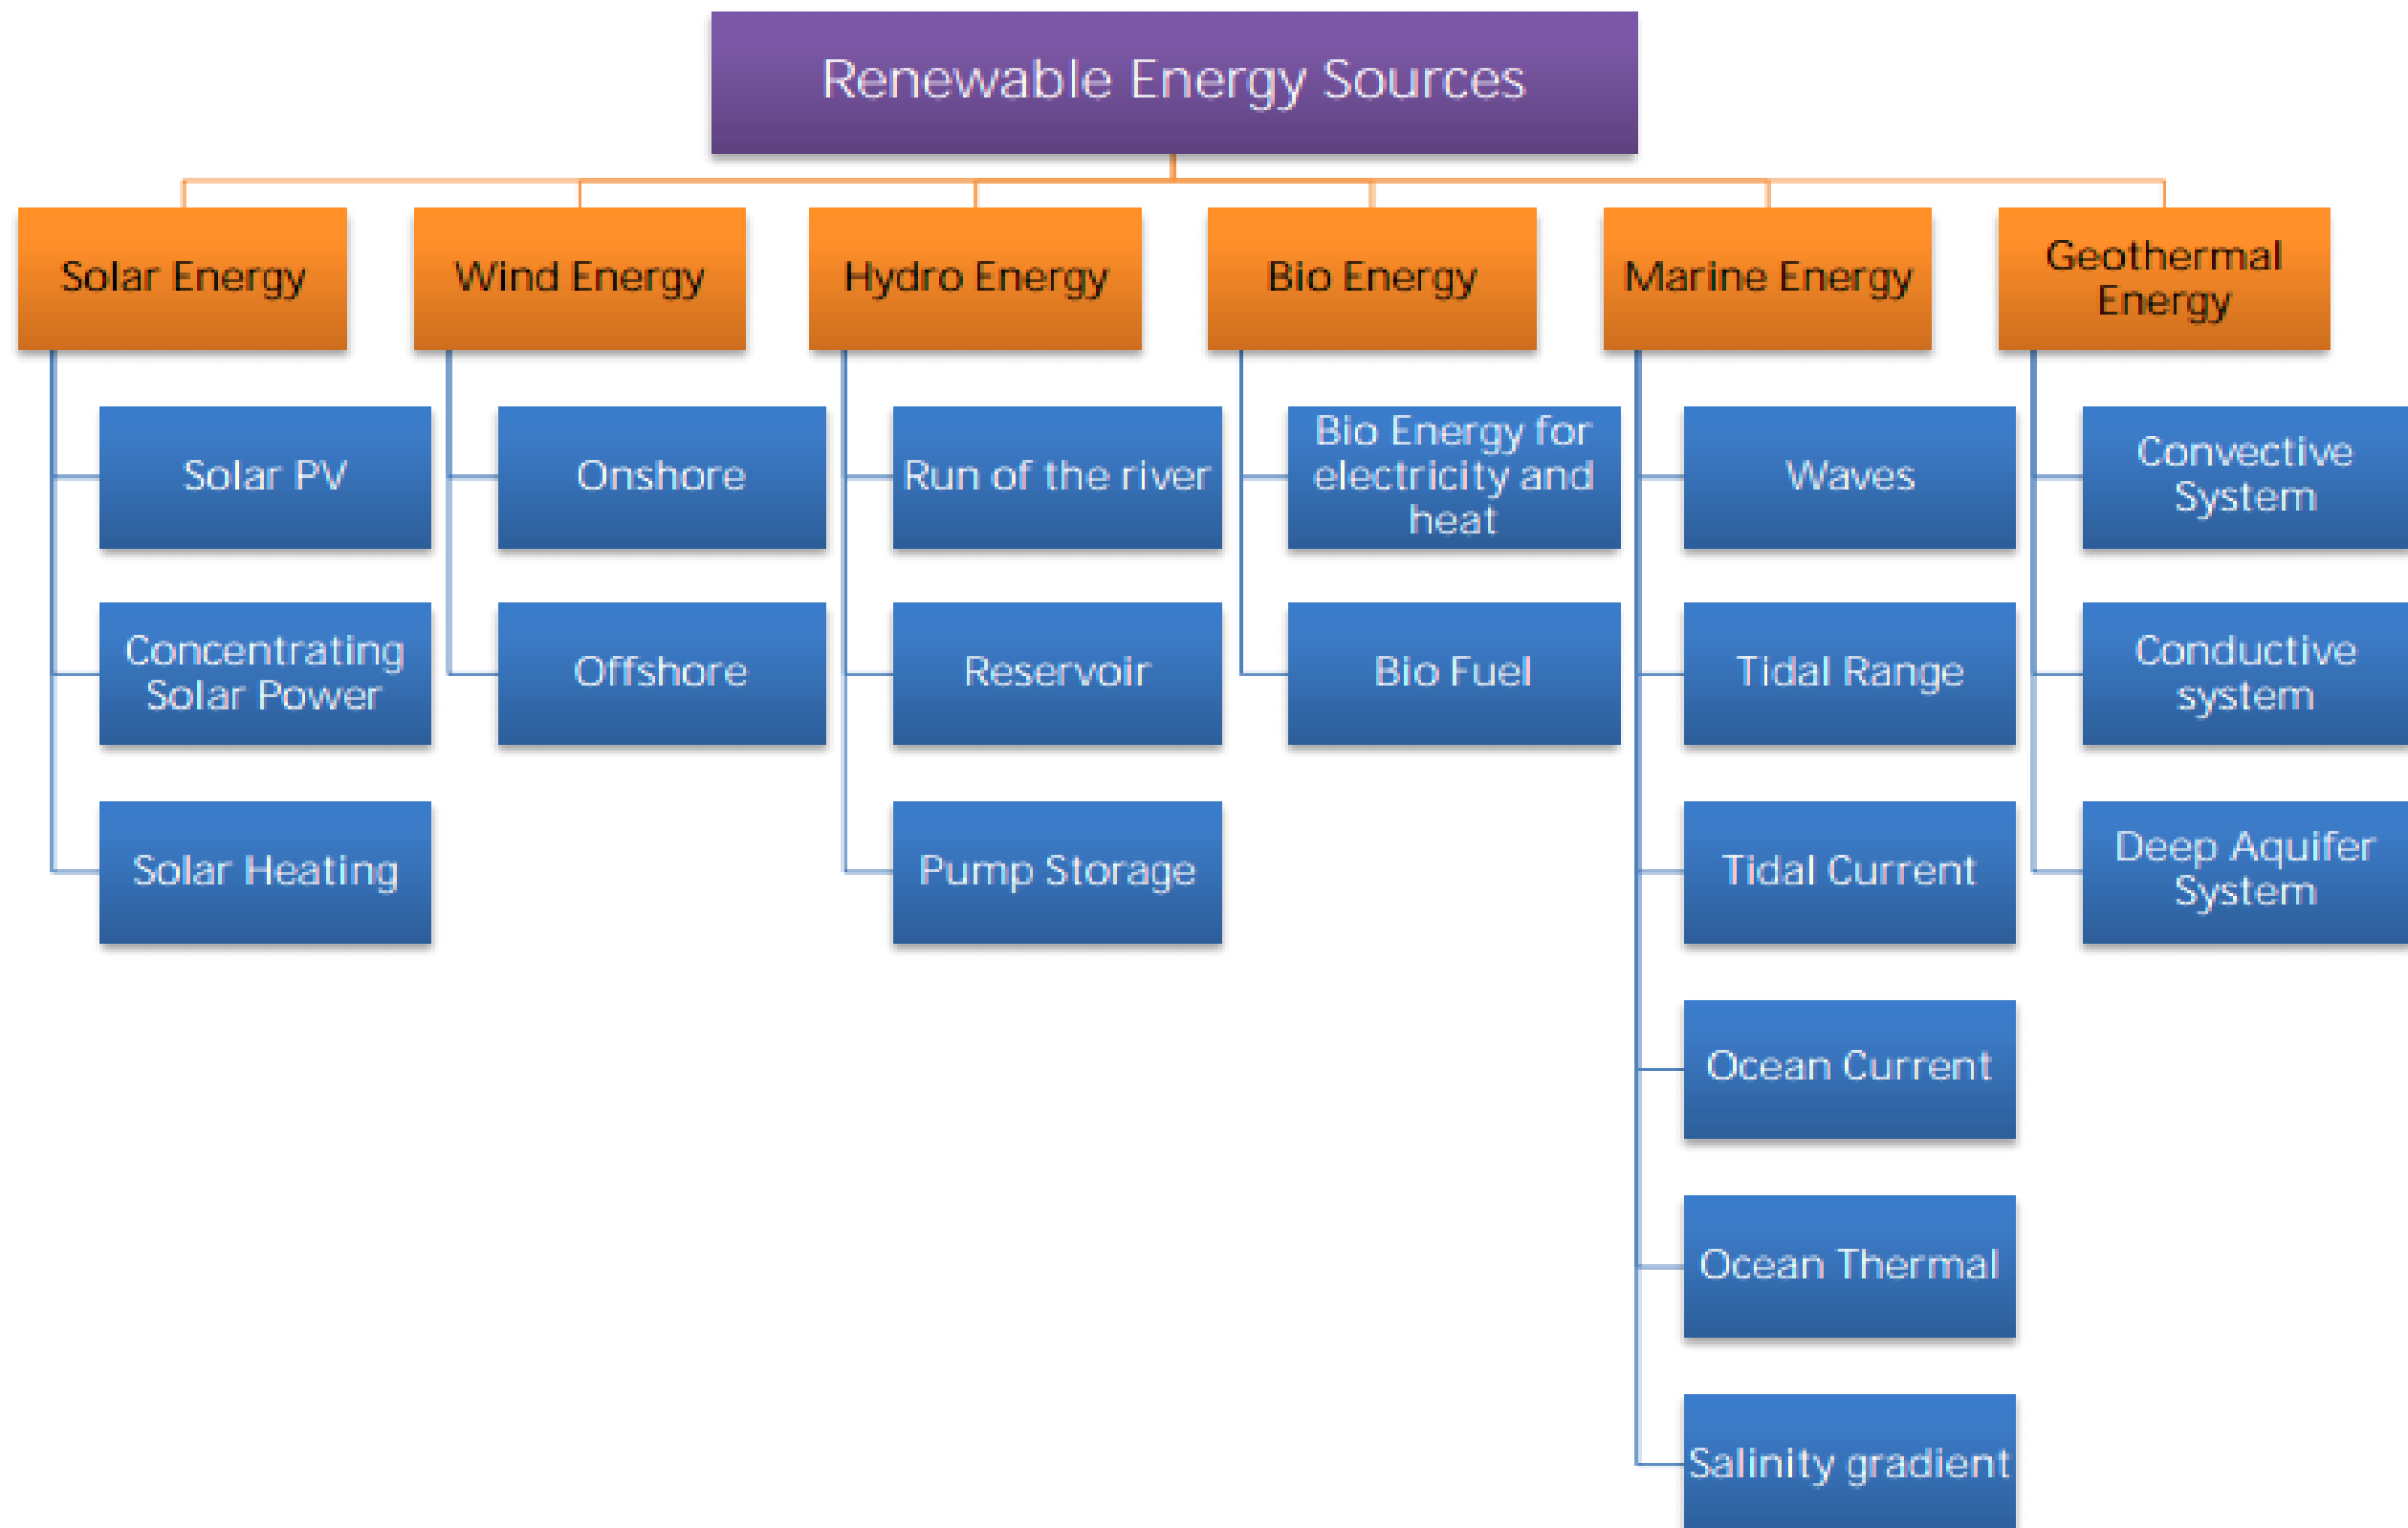 Renewable Energy Sources
Solar Energy
Wind Energy
Hydro Energy
Bio Energy
Marine Energy
Geothermal
Energy
Solar PV
Concentrating
Solar Power
Solar Heating
Onshore
Offshore
Run of the river
Reservoir
Pump Storage
Bio Energy for
electricity and
heat
Bio Fuel
Waves
Tidal Range
Tidal Current
Ocean Current
Ocean Thermal
Salinity gradient
Convective
System
Conductive
system
Deep Aquifer
System